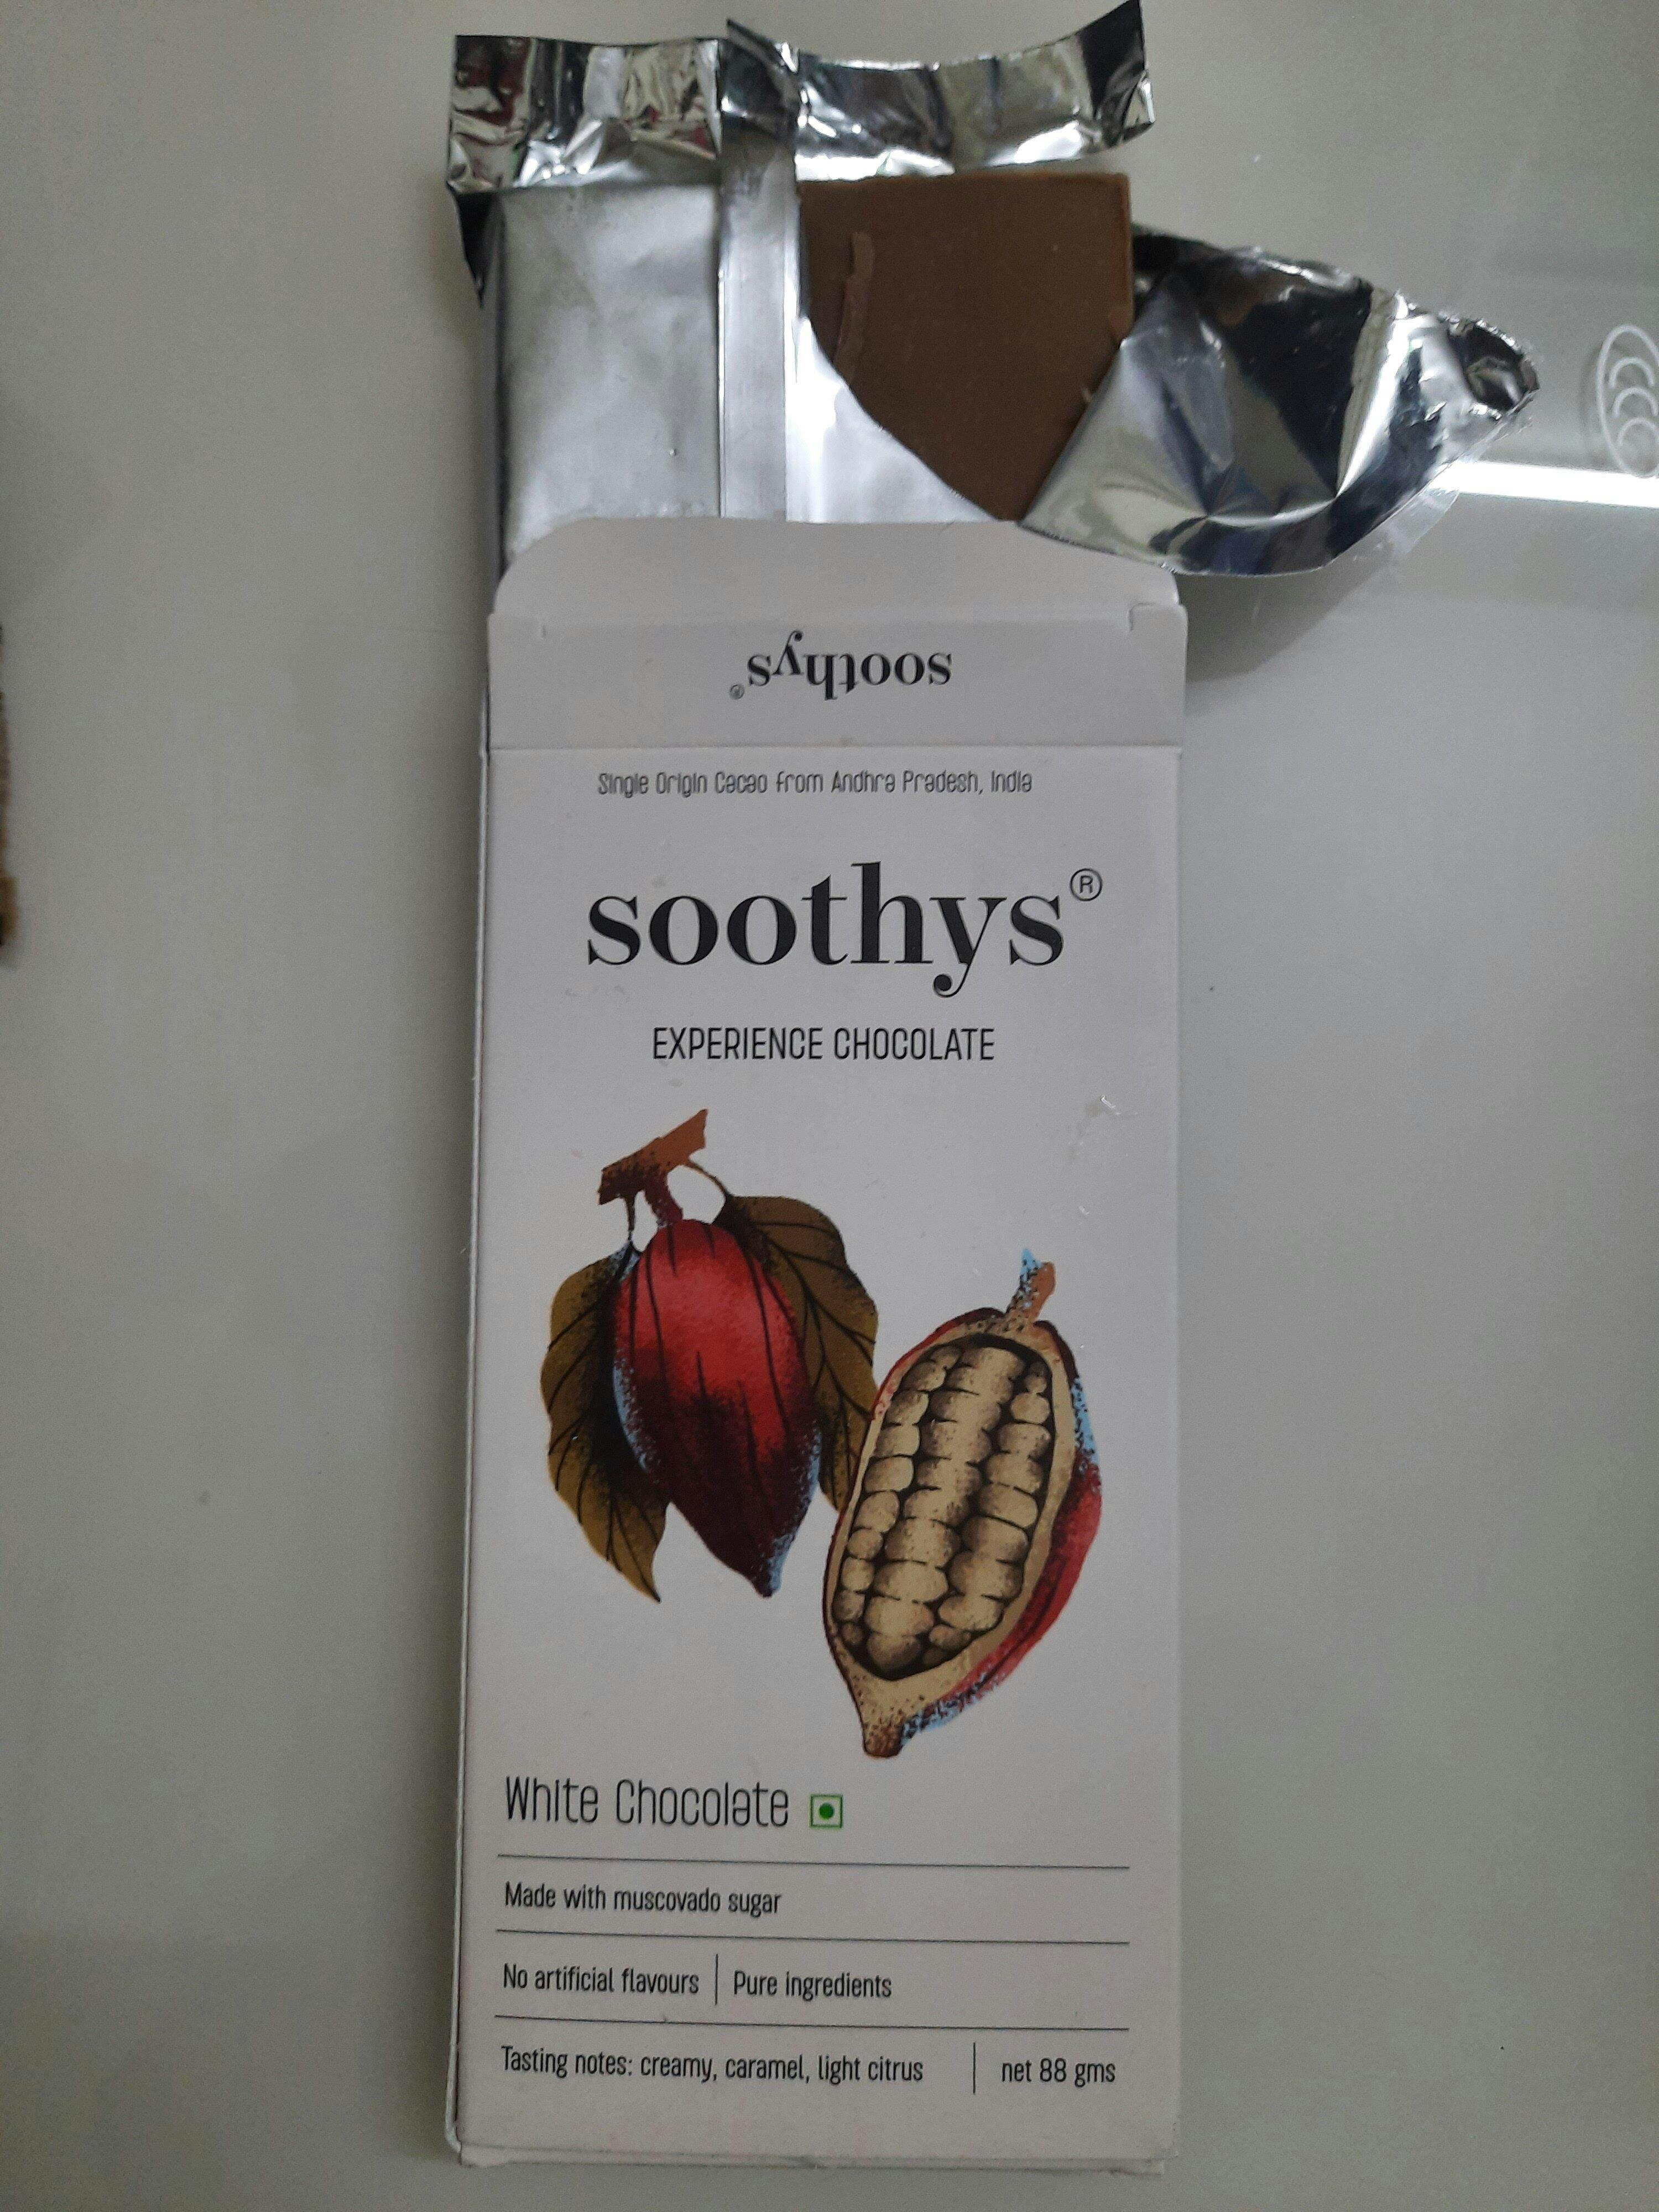 soothys®
Single Origin Cacao from Andhra Pradesh, India
soothys®
EXPERIENCE CHOCOLATE
White Chocolate
Made with muscovado sugar
No artificial flavours | Pure ingredients
Tasting notes: creamy, caramel, light citrus | net 88 gms